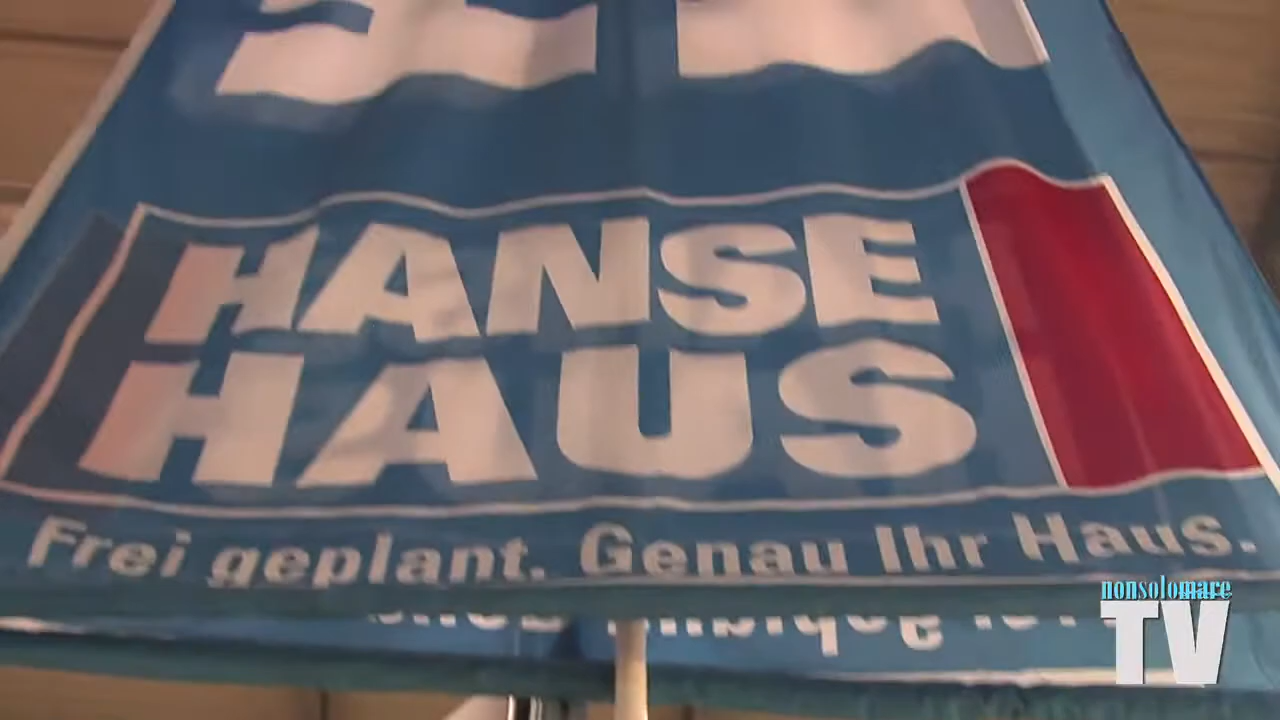 HANSE
HAUS
Frei geplant. Genau Ihr Haus.
nonsolomare
TV